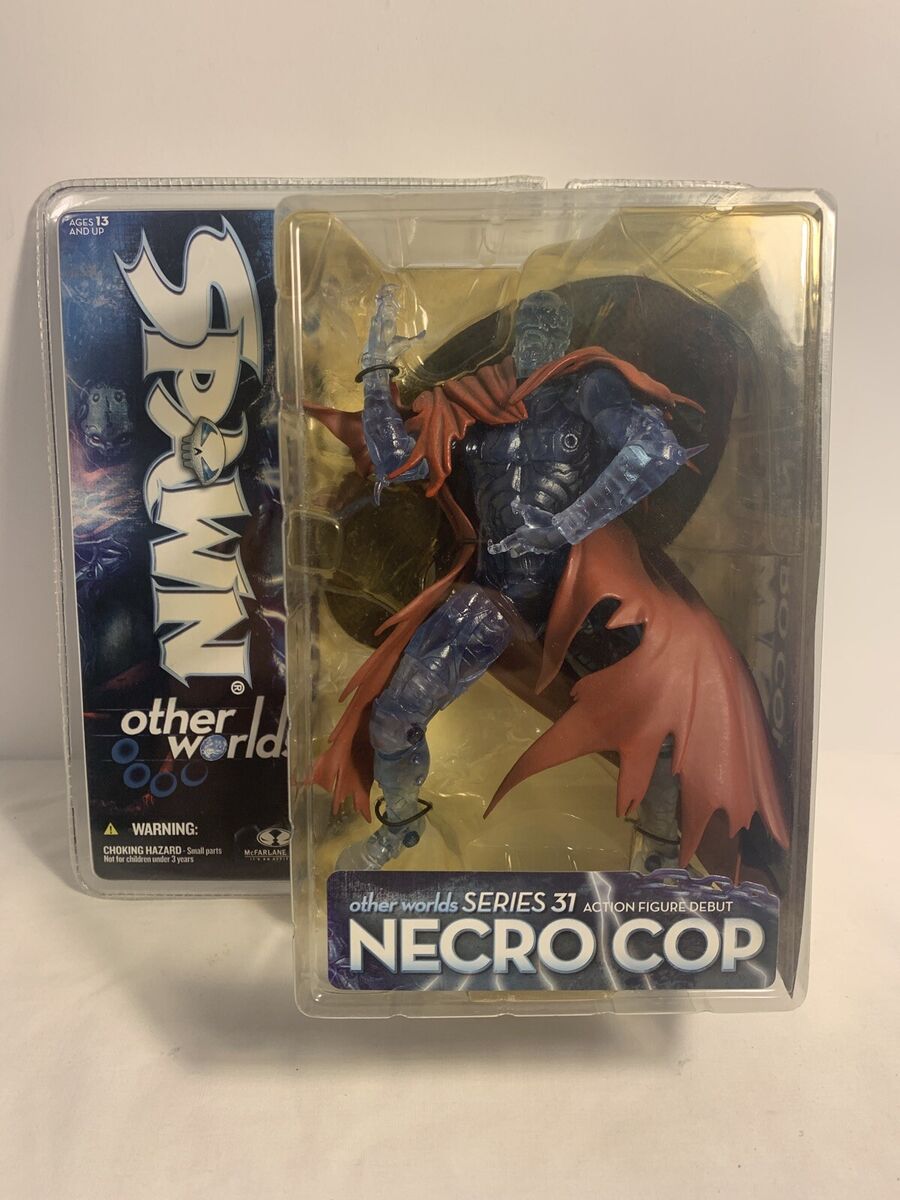 AGES 13
AND UP
SPAWN®
other
worlds
WARNING:
CHOKING HAZARD - Small parts
Not for children under 3 years
McFARLANE
other worlds SERIES 31 ACTION FIGURE DEBUT
NECRO COP